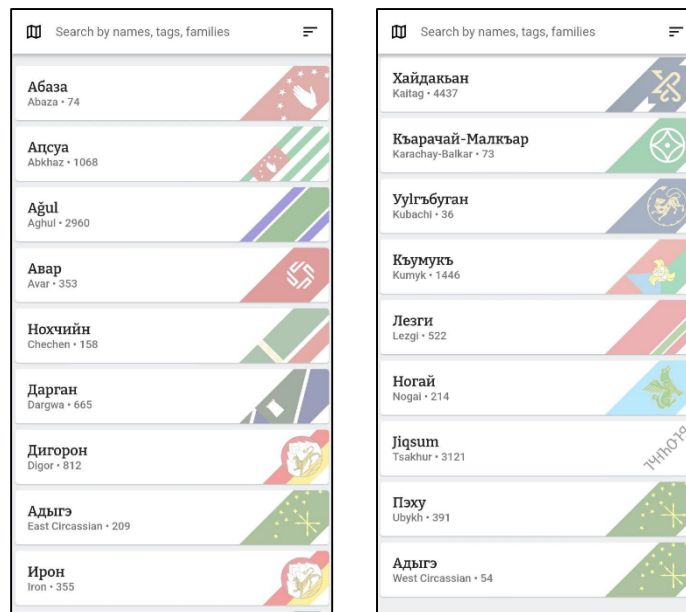 Search by names, tags, families
Абаза
Abaza • 74
Аԥсуа
Abkhaz • 1068
Ağul
Aghul • 2960
Авар
Avar • 353
Нохчийн
Chechen • 158
Дарган
Dargwa • 665
Дигорон
Digor • 812
Адыгэ
East Circassian • 209
Ирон
Iron • 355
Search by names, tags, families
Хайдакьан
Kaitag • 4437
Къарачай-Малкъар
Karachay-Balkar • 73
УуӀгъбуган
Kubachi • 36
Къумукъ
Kumyk • 1446
Лезги
Lezgi • 522
Ногай
Nogai • 214
Jiqsum
Tsakhur • 3121
Пэху
Ubykh • 391
Адыгэ
West Circassian • 54